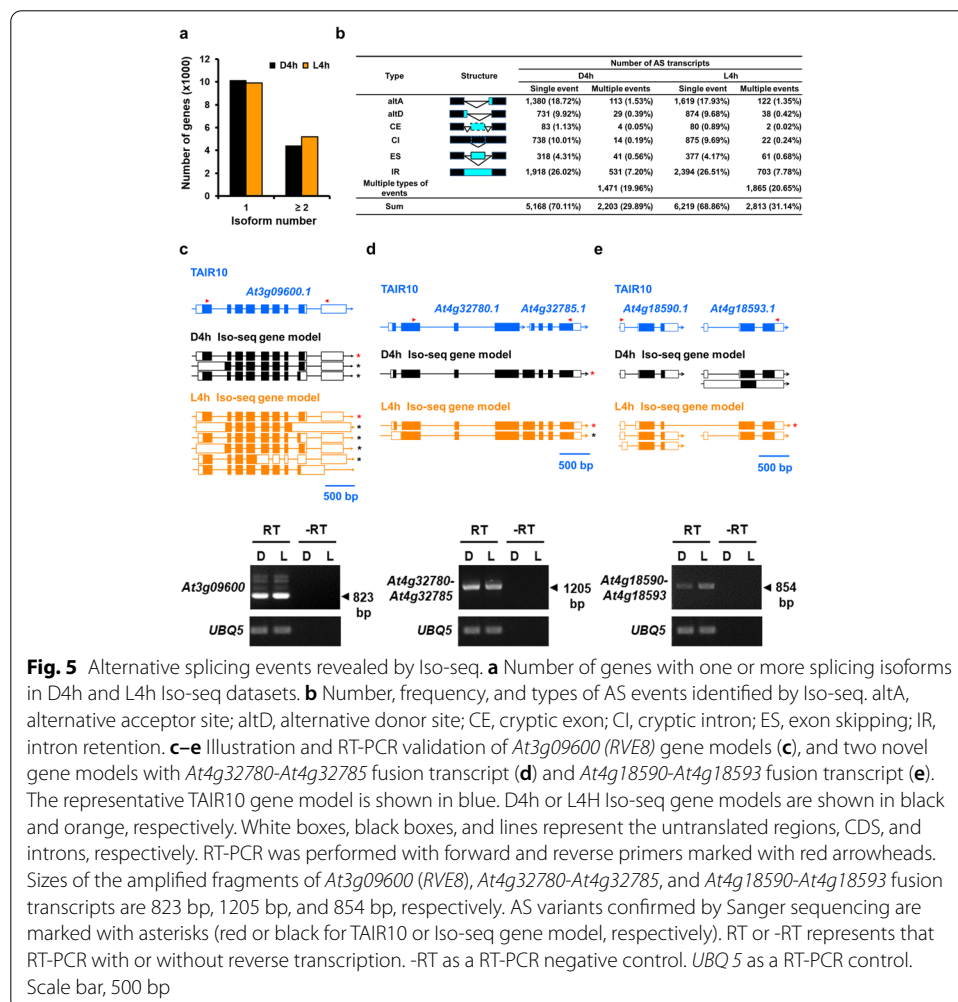 a
b
Number of genes (x1000)
12
10
8
6
4
2
0
D4h L4h
1 ≥ 2
Isoform number
Number of AS transcripts
Type Structure D4h L4h
Single event Multiple events Single event Multiple events
altA 1,380 (18.72%) 113 (1.53%) 1,619 (17.93%) 122 (1.35%)
altD 731 (9.92%) 29 (0.39%) 874 (9.68%) 38 (0.42%)
CE 83 (1.13%) 4 (0.05%) 80 (0.89%) 2 (0.02%)
CI 738 (10.01%) 14 (0.19%) 875 (9.69%) 22 (0.24%)
ES 318 (4.31%) 41 (0.56%) 377 (4.17%) 61 (0.68%)
IR 1,918 (26.02%) 531 (7.20%) 2,394 (26.51%) 703 (7.78%)
Multiple types of
events 1,471 (19.96%) 1,865 (20.65%)
Sum 5,168 (70.11%) 2,203 (29.89%) 6,219 (68.86%) 2,813 (31.14%)
c
TAIR10
At3g09600.1
D4h Iso-seq gene model
*
*
*
L4h Iso-seq gene model
*
*
*
*
*
500 bp
d
TAIR10
At4g32780.1 At4g32785.1
D4h Iso-seq gene model
*
L4h Iso-seq gene model
*
*
500 bp
e
TAIR10
At4g18590.1 At4g18593.1
D4h Iso-seq gene model
L4h Iso-seq gene model
*
500 bp
RT -RT
D L D L
At3g09600
823
bp
UBQ5
RT -RT
D L D L
At4g32780-
At4g32785
1205
bp
UBQ5
RT -RT
D L D L
At4g18590-
At4g18593
854
bp
UBQ5
Fig. 5 Alternative splicing events revealed by Iso-seq. a Number of genes with one or more splicing isoforms
in D4h and L4h Iso-seq datasets. b Number, frequency, and types of AS events identified by Iso-seq. altA,
alternative acceptor site; altD, alternative donor site; CE, cryptic exon; CI, cryptic intron; ES, exon skipping; IR,
intron retention. c–e Illustration and RT-PCR validation of At3g09600 (RVE8) gene models (c), and two novel
gene models with At4g32780-At4g32785 fusion transcript (d) and At4g18590-At4g18593 fusion transcript (e).
The representative TAIR10 gene model is shown in blue. D4h or L4H Iso-seq gene models are shown in black
and orange, respectively. White boxes, black boxes, and lines represent the untranslated regions, CDS, and
introns, respectively. RT-PCR was performed with forward and reverse primers marked with red arrowheads.
Sizes of the amplified fragments of At3g09600 (RVE8), At4g32780-At4g32785, and At4g18590-At4g18593 fusion
transcripts are 823 bp, 1205 bp, and 854 bp, respectively. AS variants confirmed by Sanger sequencing are
marked with asterisks (red or black for TAIR10 or Iso-seq gene model, respectively). RT or -RT represents that
RT-PCR with or without reverse transcription. -RT as a RT-PCR negative control. UBQ 5 as a RT-PCR control.
Scale bar, 500 bp